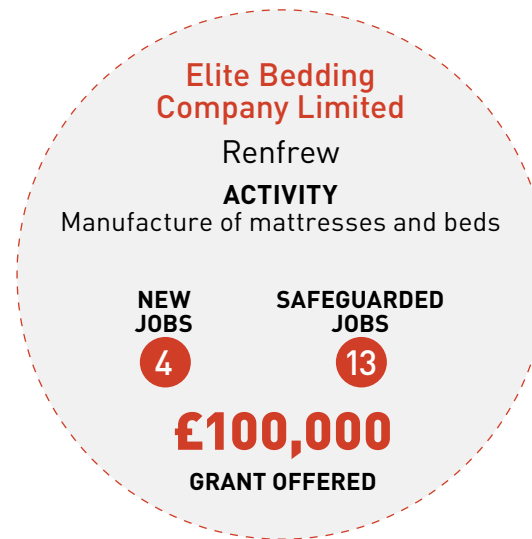 Elite Bedding
Company Limited
Renfrew
ACTIVITY
Manufacture of mattresses and beds
NEW
JOBS
4
SAFEGUARDED
JOBS
13
£100,000
GRANT OFFERED